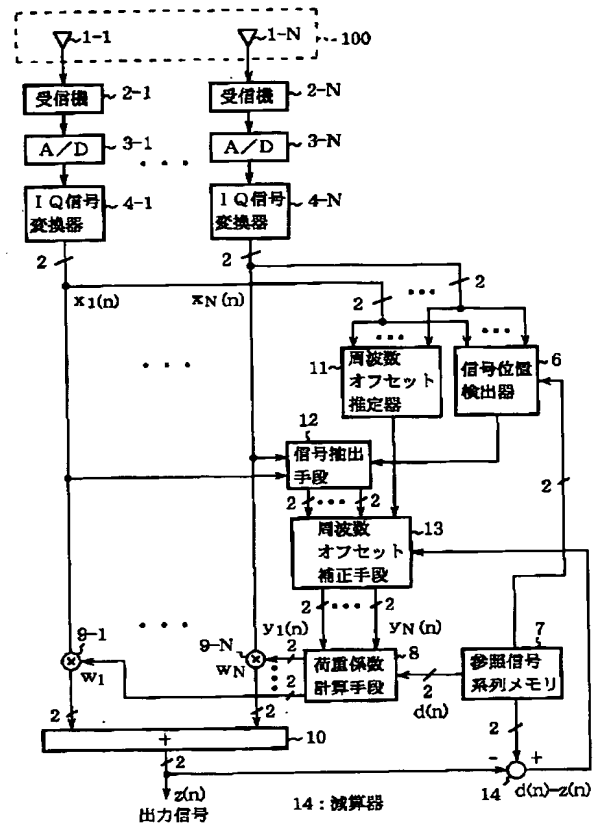 1-1
1-N
100
受信機
2-1
受信機
2-N
A/D
3-1
・・・
A/D
3-N
IQ信号
変換器
4-1
IQ信号
変換器
4-N
2
2
2
・・・
2
x1(n)
xN(n)
・・・
・・・
・・・
11
周波数
オフセット
推定器
信号位置
検出器
6
12
信号抽出
手段
2
2
・・・
2
周波数
オフセット
補正手段
13
2
・・・
2
・・・
y1(n)
yN(n)
9-1
9-N
×
w1
×
wN
2
2
荷重係数
計算手段
8
2
d(n)
参照信号
系列メモリ
7
2
2
2
+
10
2
z(n)
出力信号
-
+
14
d(n)-z(n)
14:減算器